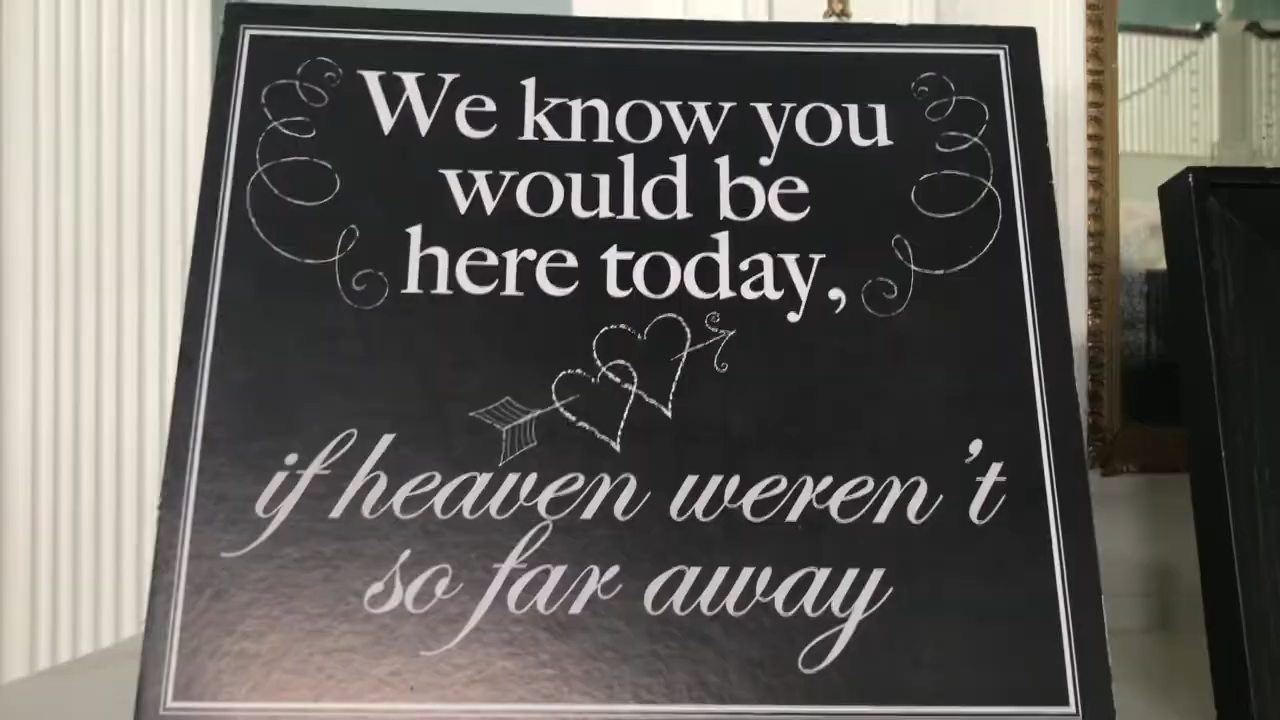 We know you
would be
here today,
if heaven weren't
so far away